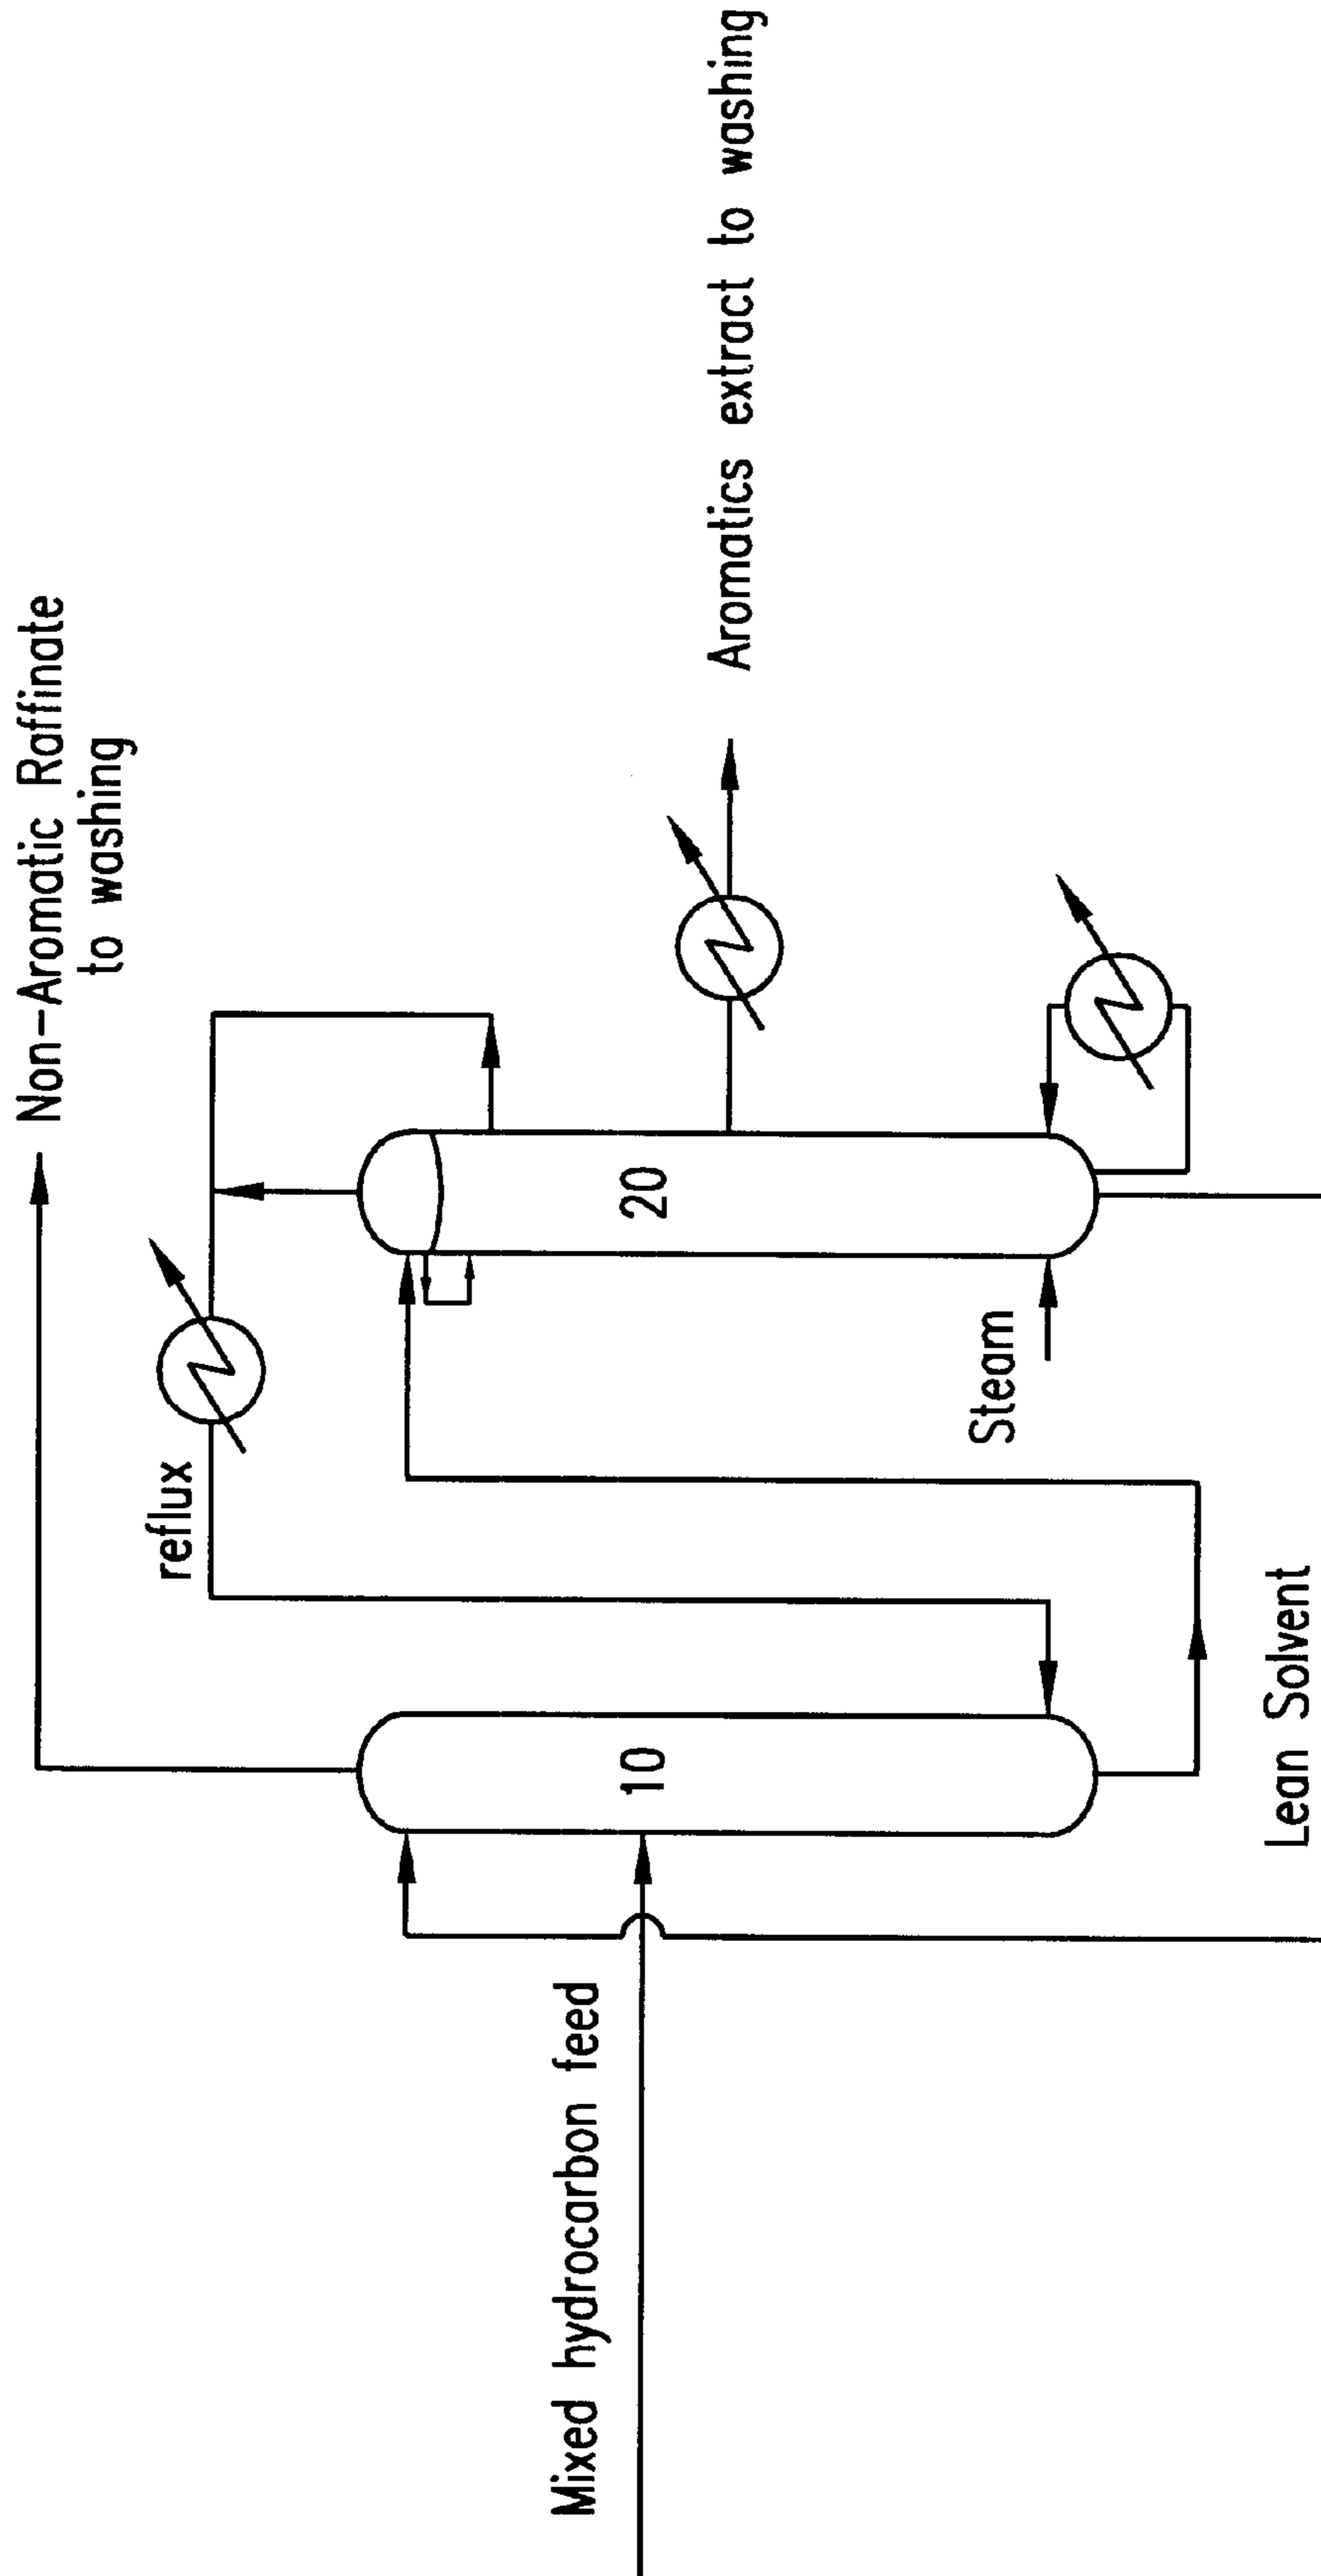 Non-Aromatic Raffinate
to washing
reflux
Mixed hydrocarbon feed
10
20
Aromatics extract to washing
Steam
Lean Solvent